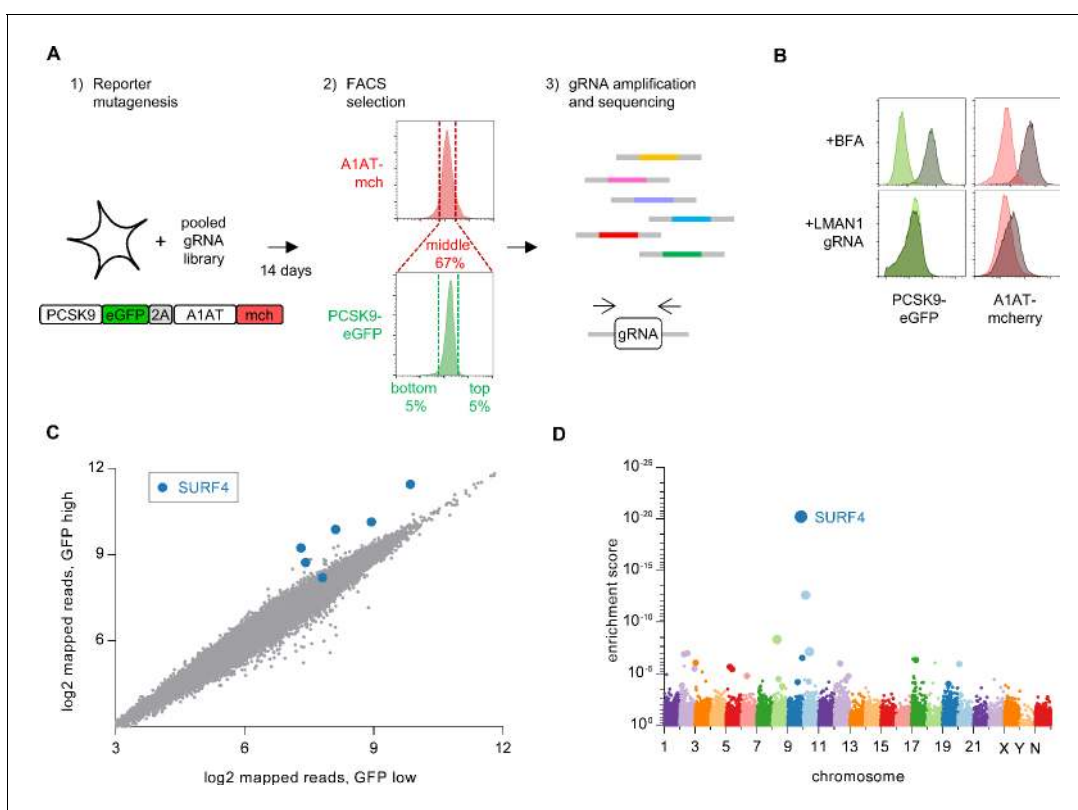 A
1) Reporter
mutagenesis
2) FACS
selection
3) gRNA amplification
and sequencing
A1AT-
mch
middle
67%
+
pooled
gRNA
library
14 days
PCSK9 eGFP 2A A1AT mch
PCSK9-
eGFP
bottom
5%
top
5%
gRNA
B
+BFA
+LMAN1
gRNA
PCSK9-
eGFP
A1AT-
mcherry
C
SURF4
log2 mapped reads, GFP high
12
9
6
3 6 9 12
log2 mapped reads, GFP low
D
SURF4
enrichment score
10-25
10-20
10-15
10-10
10-5
100
1 3 5 7 9 11 13 15 17 19 21 X Y N
chromosome